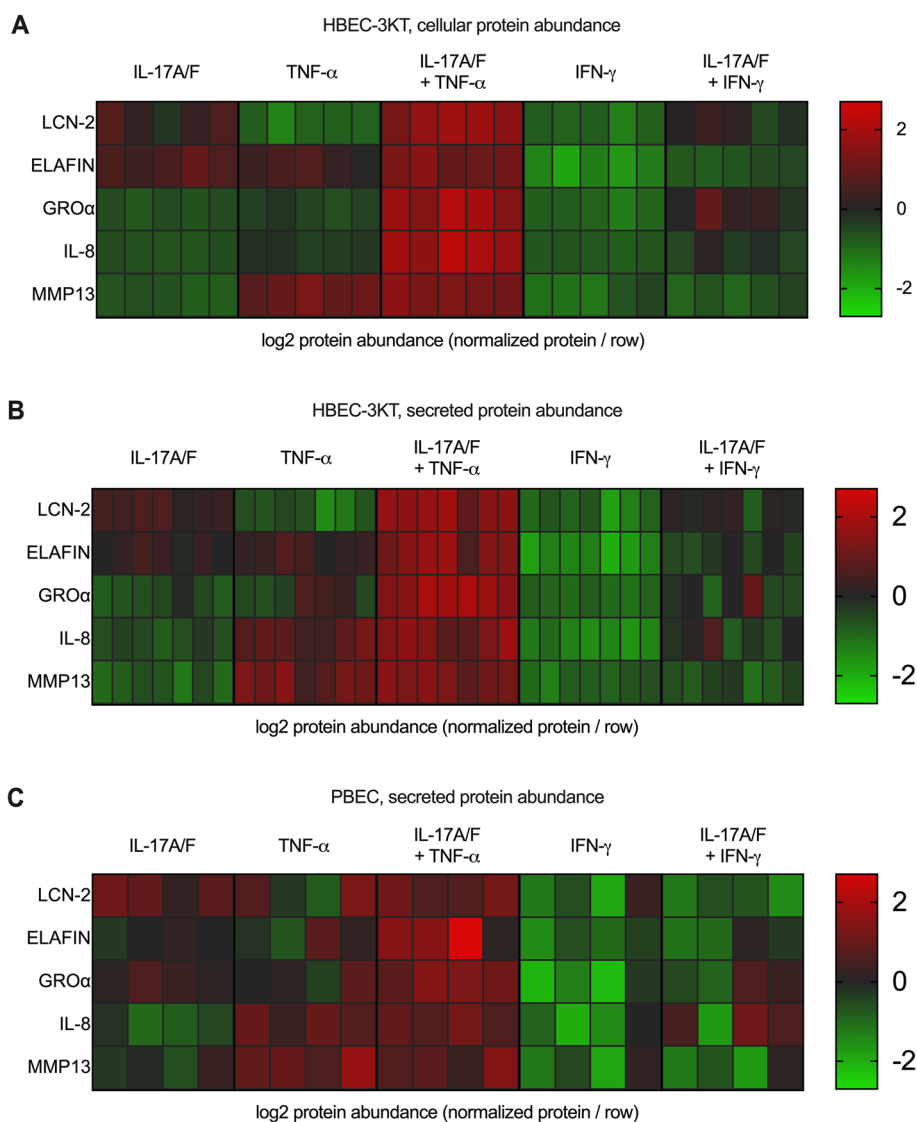 A
HBEC-3KT, cellular protein abundance
IL-17A/F TNF-α IL-17A/F + TNF-α IFN-γ IL-17A/F + IFN-γ
LCN-2
ELAFIN
GROα
IL-8
MMP13
2
0
-2
log2 protein abundance (normalized protein / row)
B
HBEC-3KT, secreted protein abundance
IL-17A/F TNF-α IL-17A/F + TNF-α IFN-γ IL-17A/F + IFN-γ
LCN-2
ELAFIN
GROα
IL-8
MMP13
2
0
-2
log2 protein abundance (normalized protein / row)
C
PBEC, secreted protein abundance
IL-17A/F TNF-α IL-17A/F + TNF-α IFN-γ IL-17A/F + IFN-γ
LCN-2
ELAFIN
GROα
IL-8
MMP13
2
0
-2
log2 protein abundance (normalized protein / row)